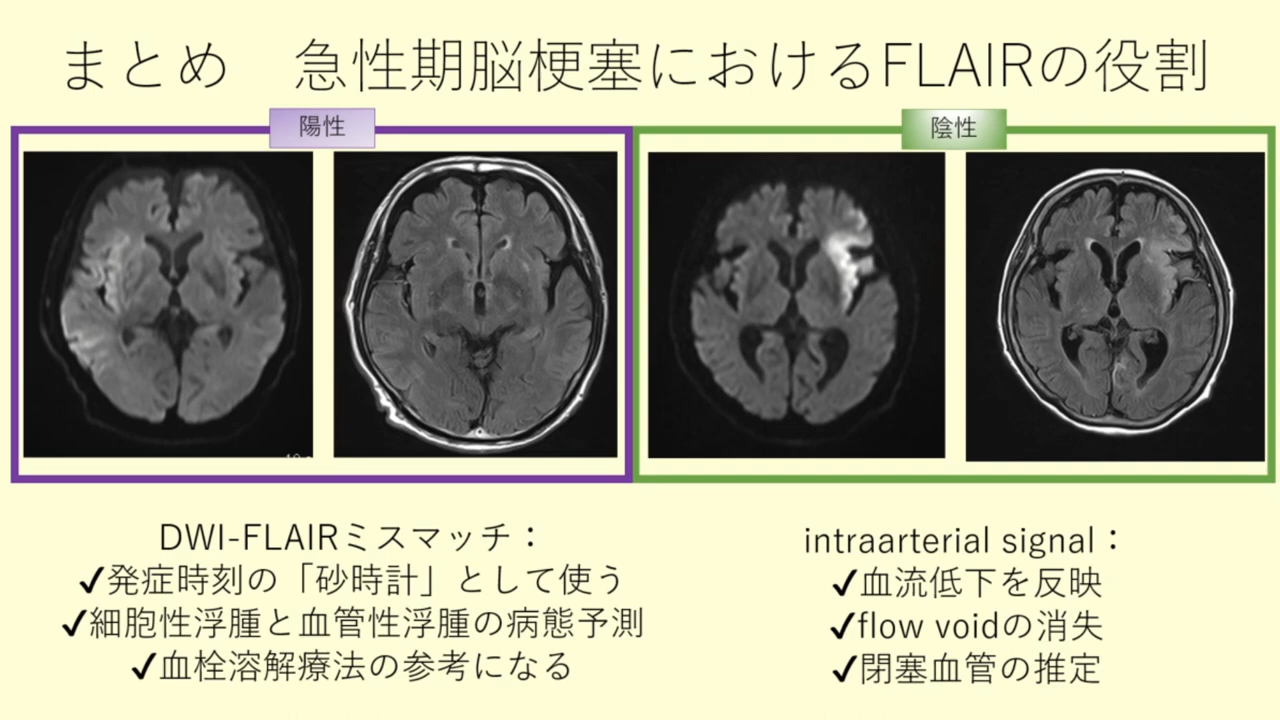 まとめ　急性期脳梗塞におけるFLAIRの役割
陽性
陰性
DWI-FLAIRミスマッチ：
✓発症時刻の「砂時計」として使う
✓細胞性浮腫と血管性浮腫の病態予測
✓血栓溶解療法の参考になる
intraarterial signal：
✓血流低下を反映
✓flow voidの消失
✓閉塞血管の推定